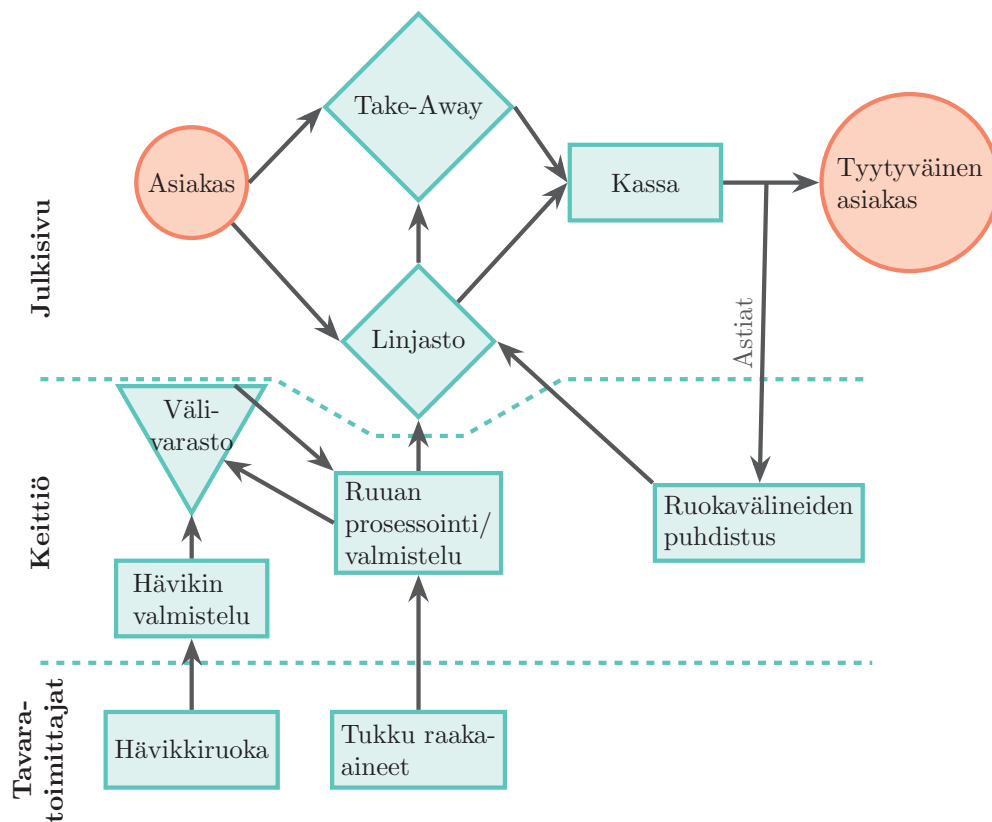 Take-Away
Asiakas
Kassa
Tyytyväinen
asiakas
Julkisivu
Linjasto
Astiat
Väli-
varasto
Keittiö
Ruuan
prosessointi/
valmistelu
Ruokavälineiden
puhdistus
Hävikin
valmistelu
Tavara-
toimittajat
Hävikkiruoka
Tukku raaka-
aineet